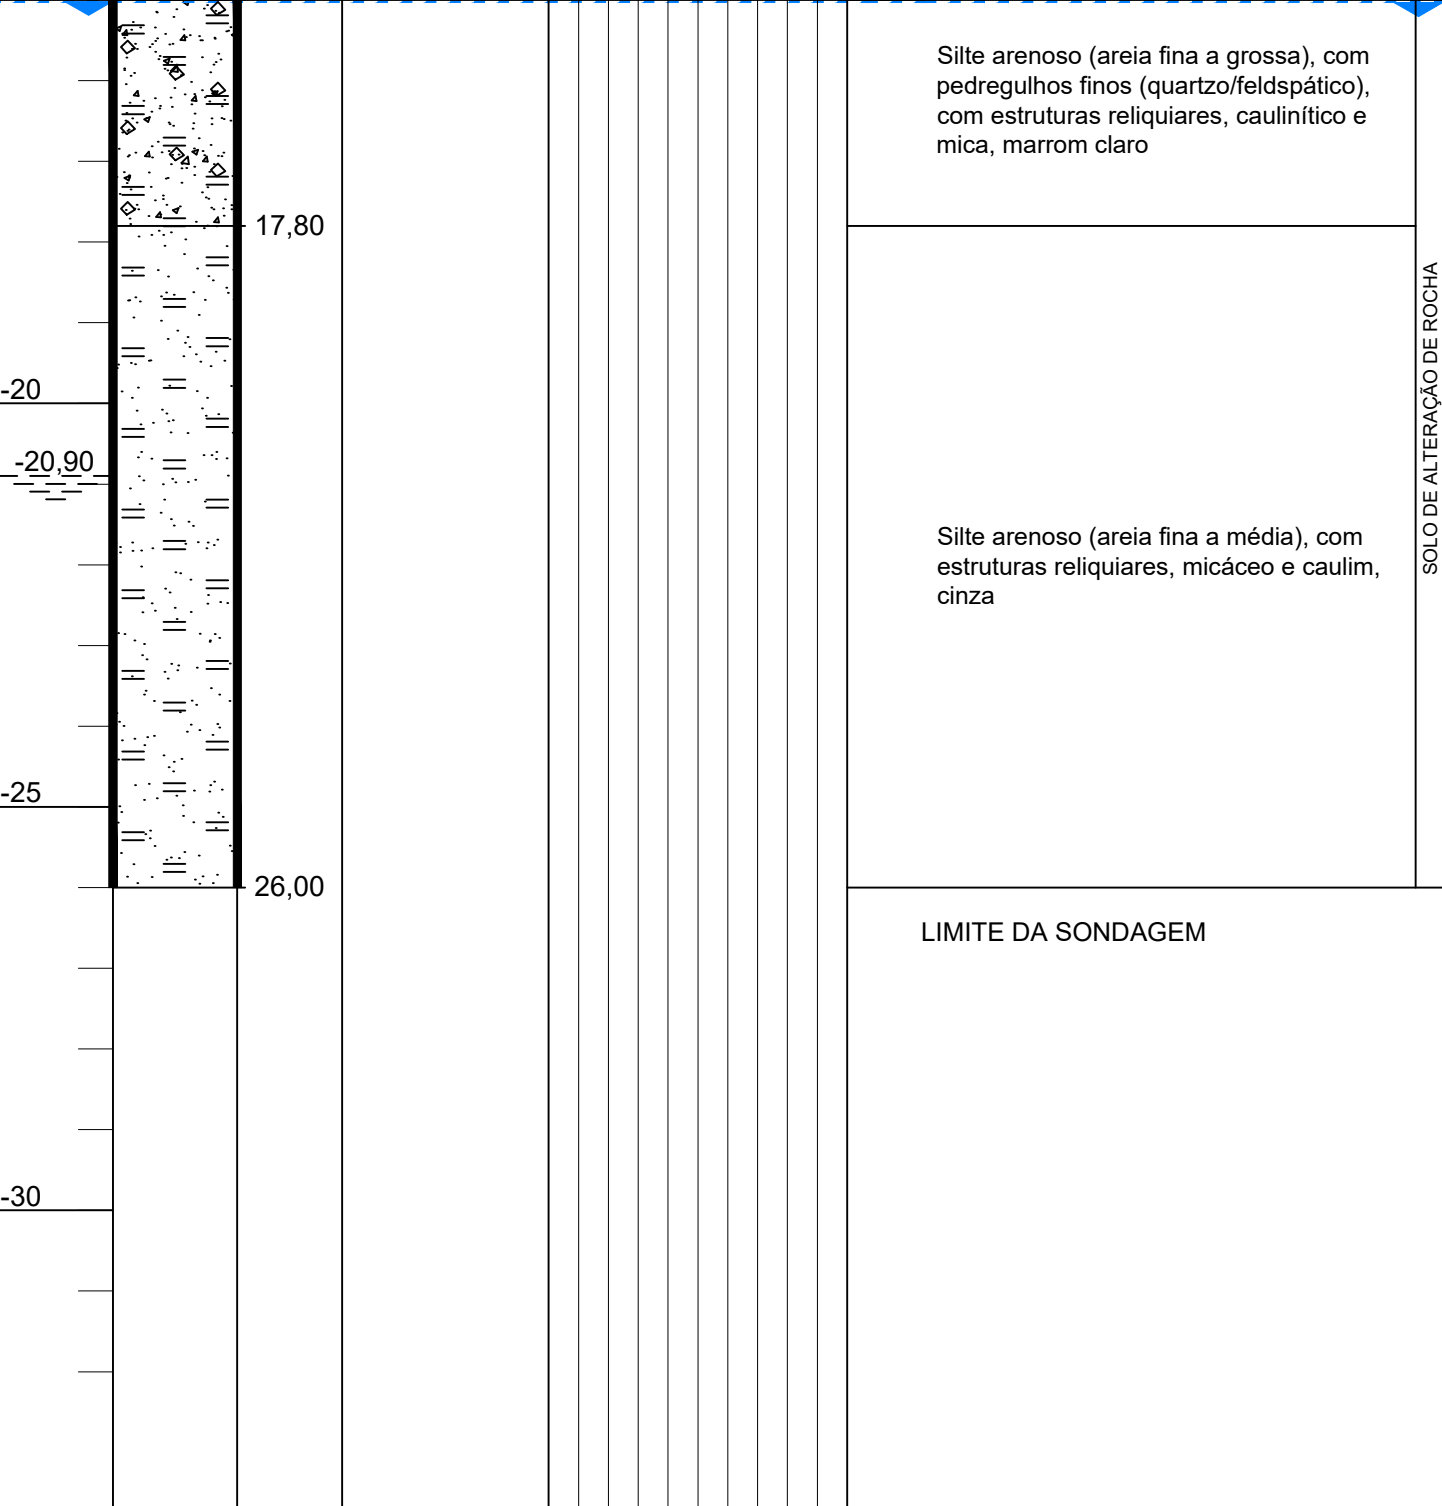 Silte arenoso (areia fina a grossa), com
pedregulhos finos (quartzo/feldspático),
com estruturas reliquiares, caulinítico e
mica, marrom claro
17,80
SOLO DE ALTERAÇÃO DE ROCHA
-20
-20,90
Silte arenoso (areia fina a média), com
estruturas reliquiares, micáceo e caulim,
cinza
-25
26,00
LIMITE DA SONDAGEM
-30